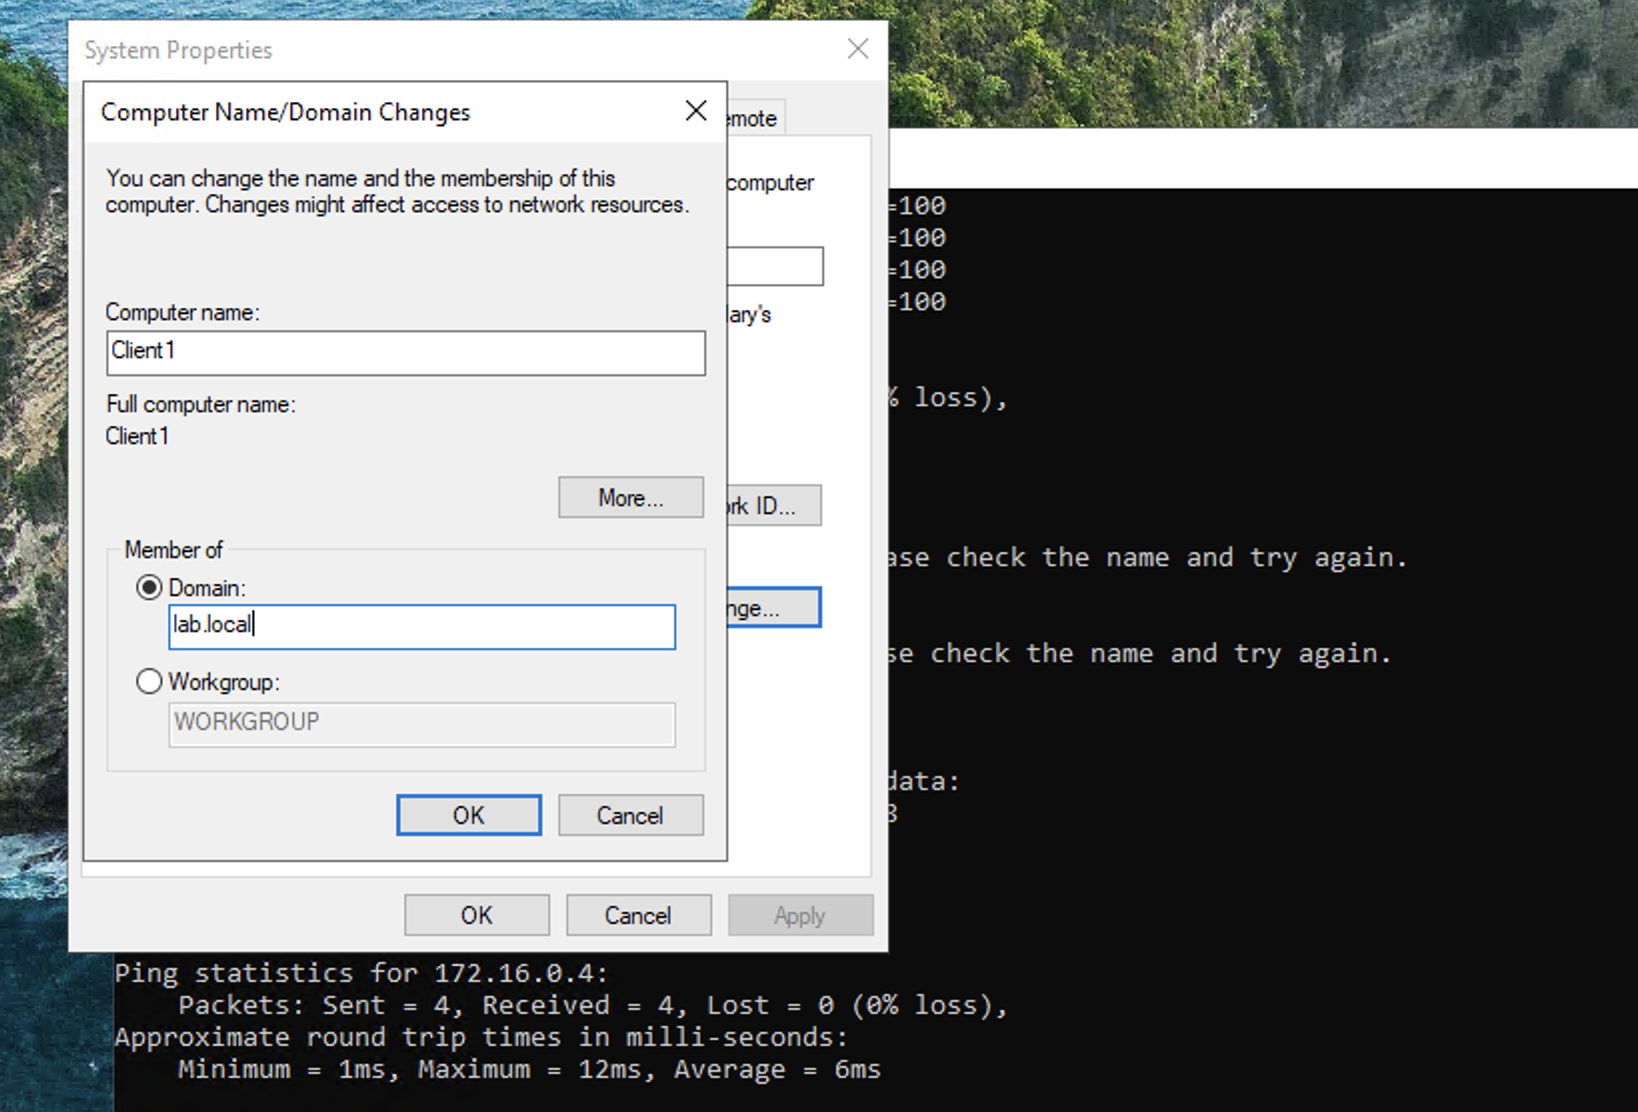 System Properties
Computer Name/Domain Changes
emote
You can change the name and the membership of this
computer. Changes might affect access to network resources.
computer
Computer name:
Client1
lary's
Full computer name:
Client1
More...
ork ID...
Member of
Domain:
lab.local
nge...
Workgroup:
WORKGROUP
OK
Cancel
OK
Cancel
Apply
=100
=100
=100
=100
% loss),
ase check the name and try again.
se check the name and try again.
data:
Ping statistics for 172.16.0.4:
Packets: Sent = 4, Received = 4, Lost = 0 (0% loss),
Approximate round trip times in milli-seconds:
Minimum = 1ms, Maximum = 12ms, Average = 6ms